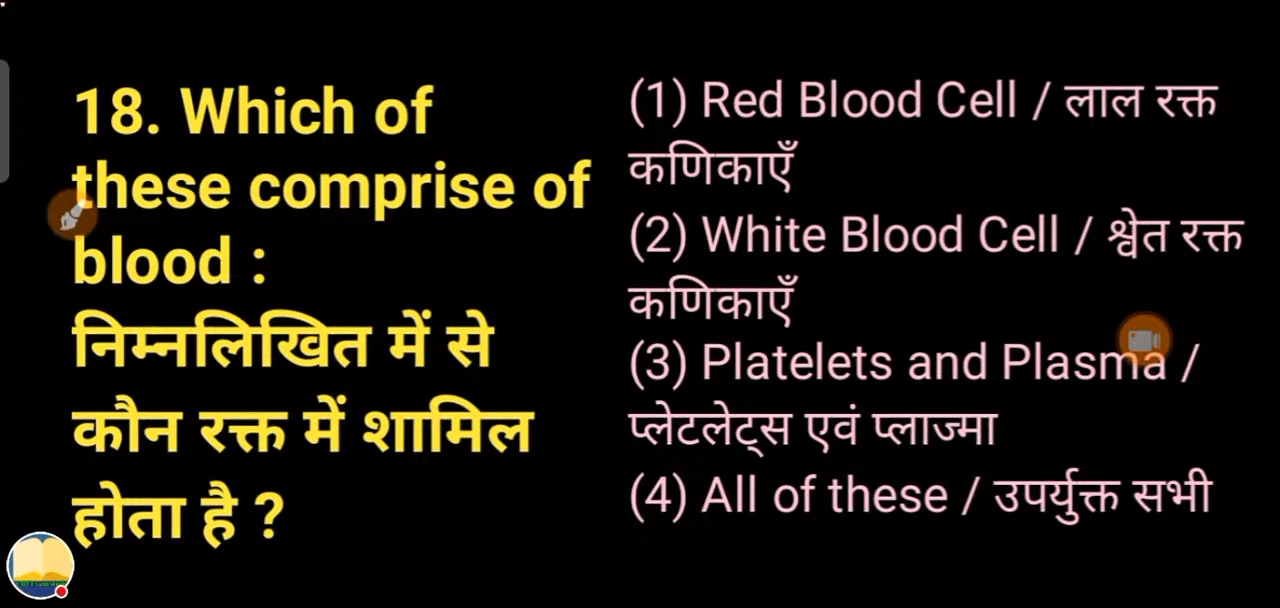 18. Which of
these comprise of
blood :
निम्नलिखित में से
कौन रक्त में शामिल
होता है ?
(1) Red Blood Cell / लाल रक्त
कणिकाएँ
(2) White Blood Cell / श्वेत रक्त
कणिकाएँ
(3) Platelets and Plasma /
प्लेटलेट्स एवं प्लाज्मा
(4) All of these / उपर्युक्त सभी